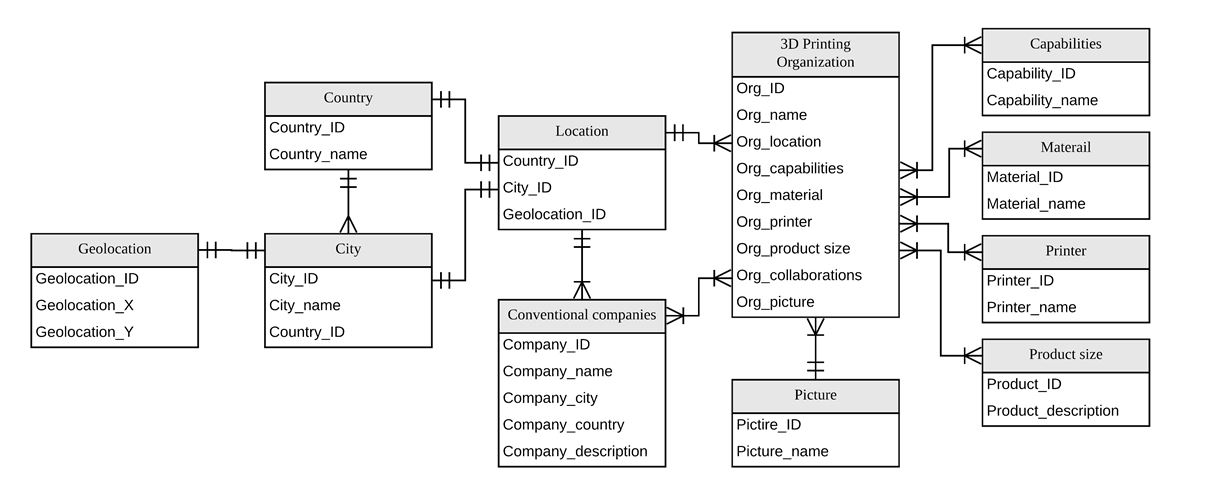 Geolocation
Geolocation_ID
Geolocation_X
Geolocation_Y
Country
Country_ID
Country_name
City
City_ID
City_name
Country_ID
Location
Country_ID
City_ID
Geolocation_ID
Conventional companies
Company_ID
Company_name
Company_city
Company_country
Company_description
3D Printing
Organization
Org_ID
Org_name
Org_location
Org_capabilities
Org_material
Org_printer
Org_product size
Org_collaborations
Org_picture
Picture
Pictire_ID
Picture_name
Capabilities
Capability_ID
Capability_name
Materail
Material_ID
Material_name
Printer
Printer_ID
Printer_name
Product size
Product_ID
Product_description